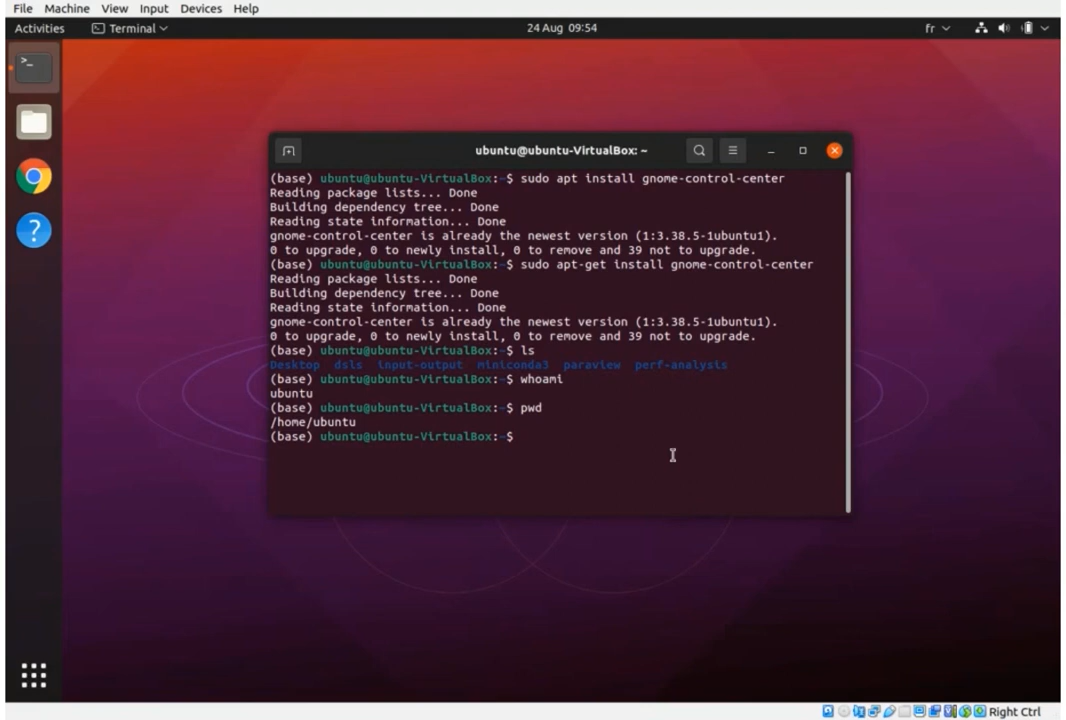 File Machine View Input Devices Help
Activities Terminal 24 Aug 09:54 fr
ubuntu@ubuntu-VirtualBox: ~
(base) ubuntu@ubuntu-VirtualBox:~$ sudo apt install gnome-control-center
Reading package lists... Done
Building dependency tree... Done
Reading state information... Done
gnome-control-center is already the newest version (1:3.38.5-1ubuntu1).
0 to upgrade, 0 to newly install, 0 to remove and 39 not to upgrade.
(base) ubuntu@ubuntu-VirtualBox:~$ sudo apt-get install gnome-control-center
Reading package lists... Done
Building dependency tree... Done
Reading state information... Done
gnome-control-center is already the newest version (1:3.38.5-1ubuntu1).
0 to upgrade, 0 to newly install, 0 to remove and 39 not to upgrade.
(base) ubuntu@ubuntu-VirtualBox:~$ ls
Desktop dsls input-output miniconda3 paraview perf-analysis
(base) ubuntu@ubuntu-VirtualBox:~$ whoami
ubuntu
(base) ubuntu@ubuntu-VirtualBox:~$ pwd
/home/ubuntu
(base) ubuntu@ubuntu-VirtualBox:~$
Right Ctrl